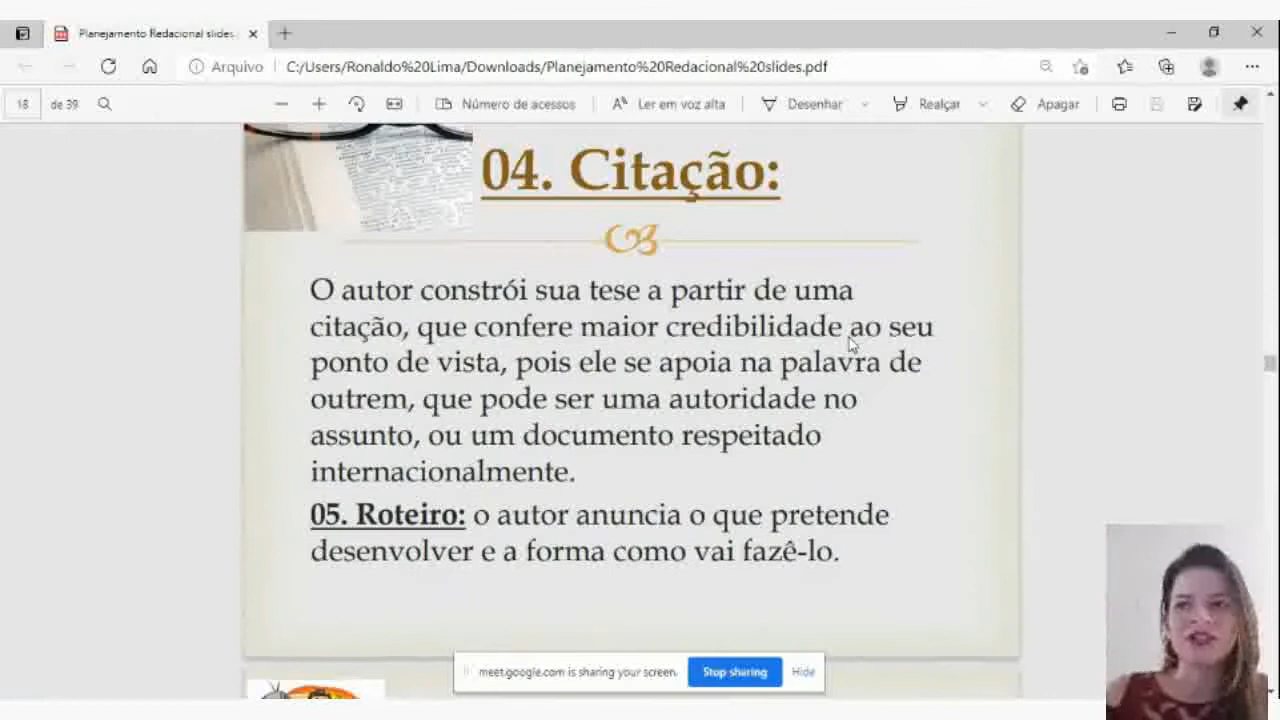 Planejamento Redacional slides.
Arquivo C:/Users/Ronaldo%20Lima/Downloads/Planejamento%20Redacional%20slides.pdf
18 de 39 Número de acessos Ler em voz alta Desenhar Realçar Apagar
04. Citação:
O autor constrói sua tese a partir de uma
citação, que confere maior credibilidade ao seu
ponto de vista, pois ele se apoia na palavra de
outrem, que pode ser uma autoridade no
assunto, ou um documento respeitado
internacionalmente.
05. Roteiro: o autor anuncia o que pretende
desenvolver e a forma como vai fazê-lo.
meet.google.com is sharing your screen. Stop sharing Hide